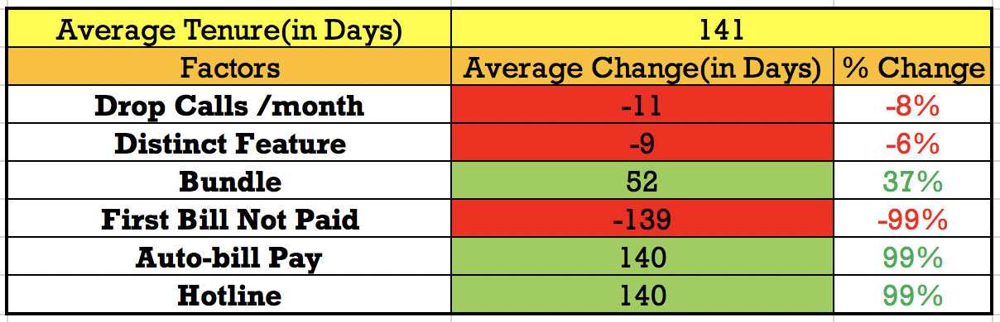 Average Tenure(in Days) 141
Factors Average Change(in Days) % Change
Drop Calls /month -11 -8%
Distinct Feature -9 -6%
Bundle 52 37%
First Bill Not Paid -139 -99%
Auto-bill Pay 140 99%
Hotline 140 99%